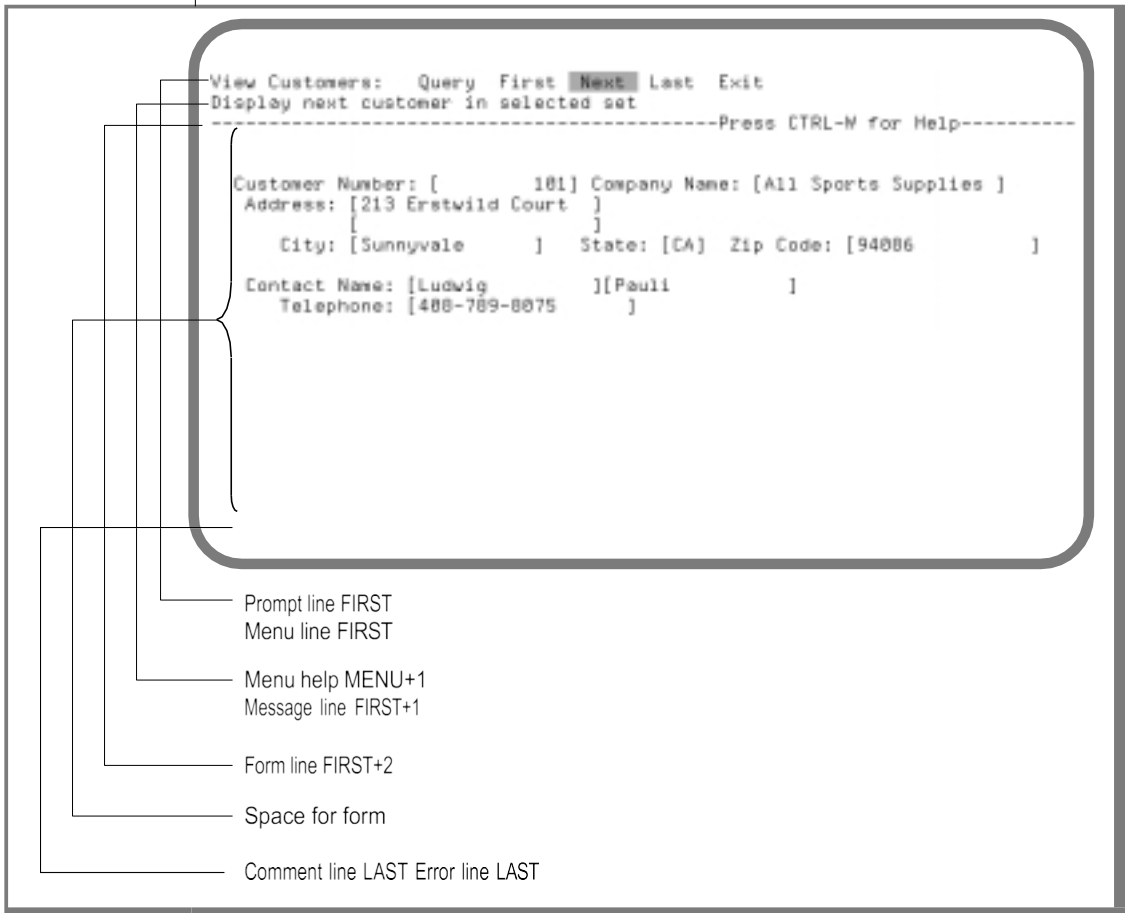 View Customers: Query First Next Last Exit
Display next customer in selected set
--------------------------------------------Press CTRL-W for Help----------
Customer Number: [ 101] Company Name: [All Sports Supplies ]
Address: [213 Erstwild Court ]
[ ]
City: [Sunnyvale ] State: [CA] Zip Code: [94086 ]
Contact Name: [Ludwig ][Pauli ]
Telephone: [408-789-8075 ]
Prompt line FIRST
Menu line FIRST
Menu help MENU+1
Message line FIRST+1
Form line FIRST+2
Space for form
Comment line LAST Error line LAST